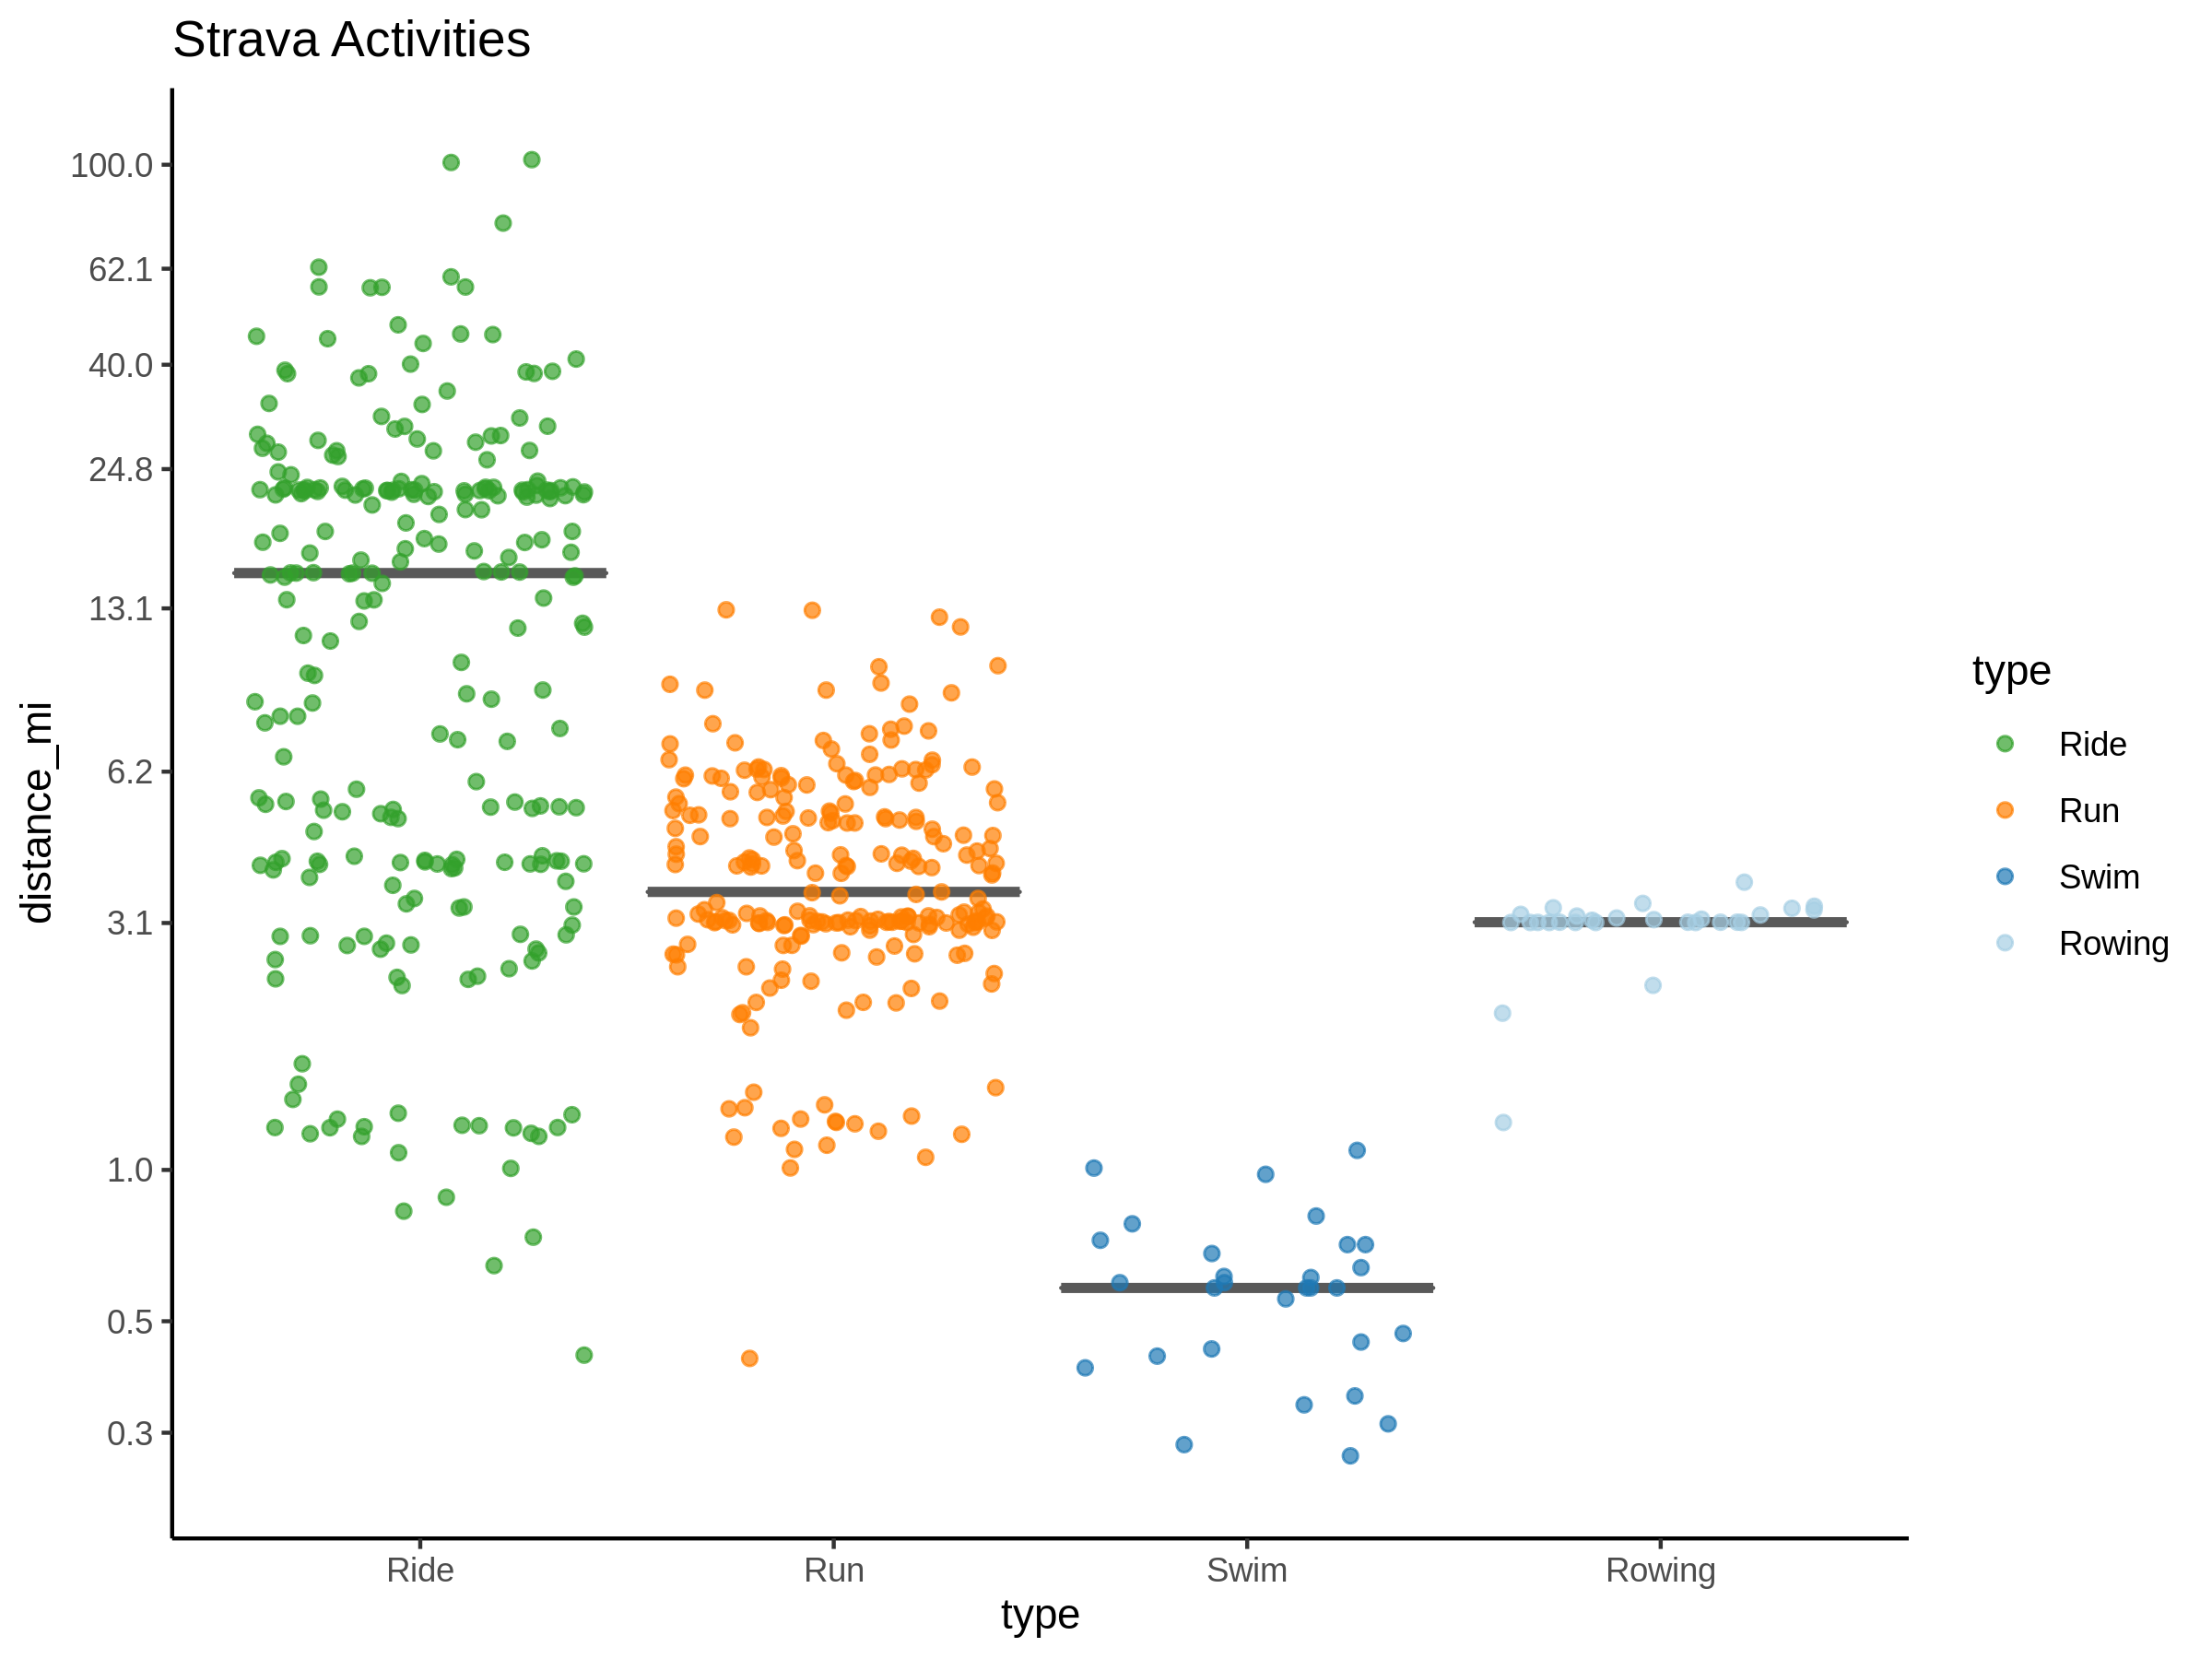 Strava Activities
distance_mi
100.0
62.1
40.0
24.8
13.1
6.2
3.1
1.0
0.5
0.3
Ride
Run
Swim
Rowing
type
type
Ride
Run
Swim
Rowing